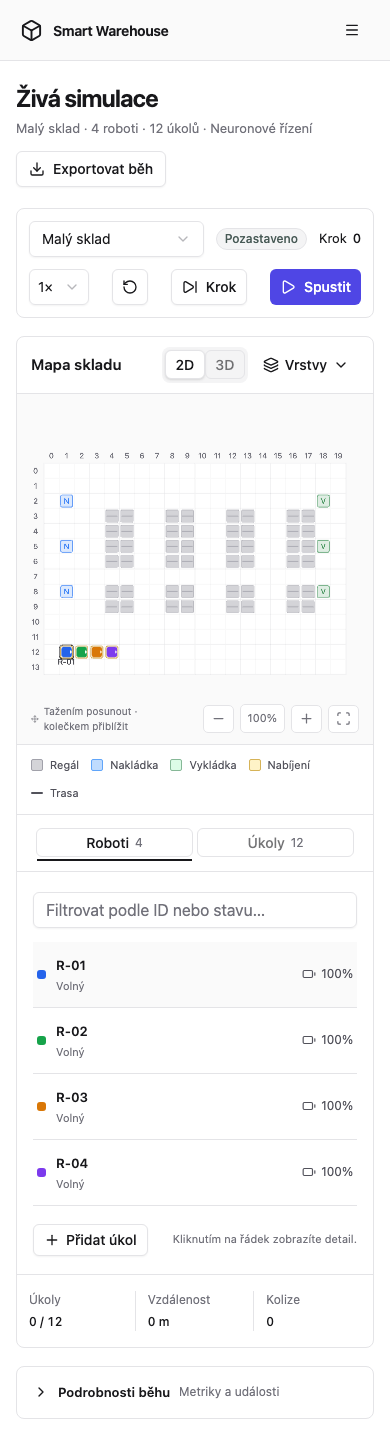 Smart Warehouse
Živá simulace
Malý sklad · 4 roboti · 12 úkolů · Neuronové řízení
Exportovat běh
Malý sklad
Pozastaveno
Krok 0
1×
Krok
Spustit
Mapa skladu
2D
3D
Vrstvy
0 1 2 3 4 5 6 7 8 9 10 11 12 13 14 15 16 17 18 19
0
1
2 N V
3
4
5 N V
6
7
8 N V
9
10
11
12
R-01
13
Tažením posunout ·
kolečkem přiblížit
100%
Regál
Nakládka
Vykládka
Nabíjení
Trasa
Roboti 4
Úkoly 12
Filtrovat podle ID nebo stavu...
R-01
Volný
100%
R-02
Volný
100%
R-03
Volný
100%
R-04
Volný
100%
Přidat úkol
Kliknutím na řádek zobrazíte detail.
Úkoly
0 / 12
Vzdálenost
0 m
Kolize
0
Podrobnosti běhu
Metriky a události